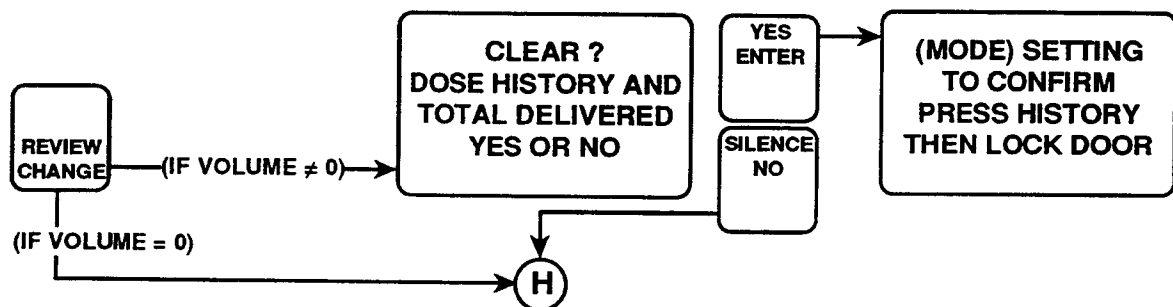 REVIEW
CHANGE
(IF VOLUME ≠ 0)
(IF VOLUME = 0)
CLEAR ?
DOSE HISTORY AND
TOTAL DELIVERED
YES OR NO
YES
ENTER
SILENCE
NO
H
(MODE) SETTING
TO CONFIRM
PRESS HISTORY
THEN LOCK DOOR